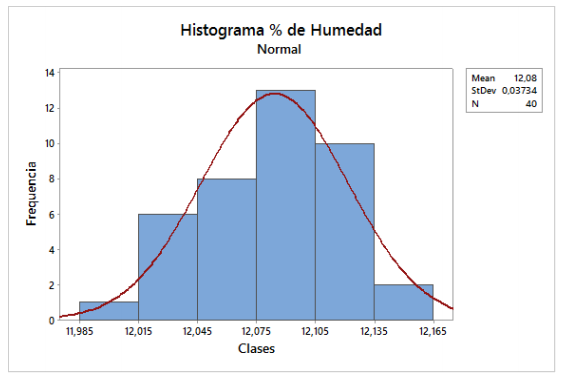 Histograma % de Humedad
Normal
Mean 12,08
StDev 0,03734
N 40
14
12
10
8
6
4
2
0
Frequencia
11,985 12,015 12,045 12,075 12,105 12,135 12,165
Clases